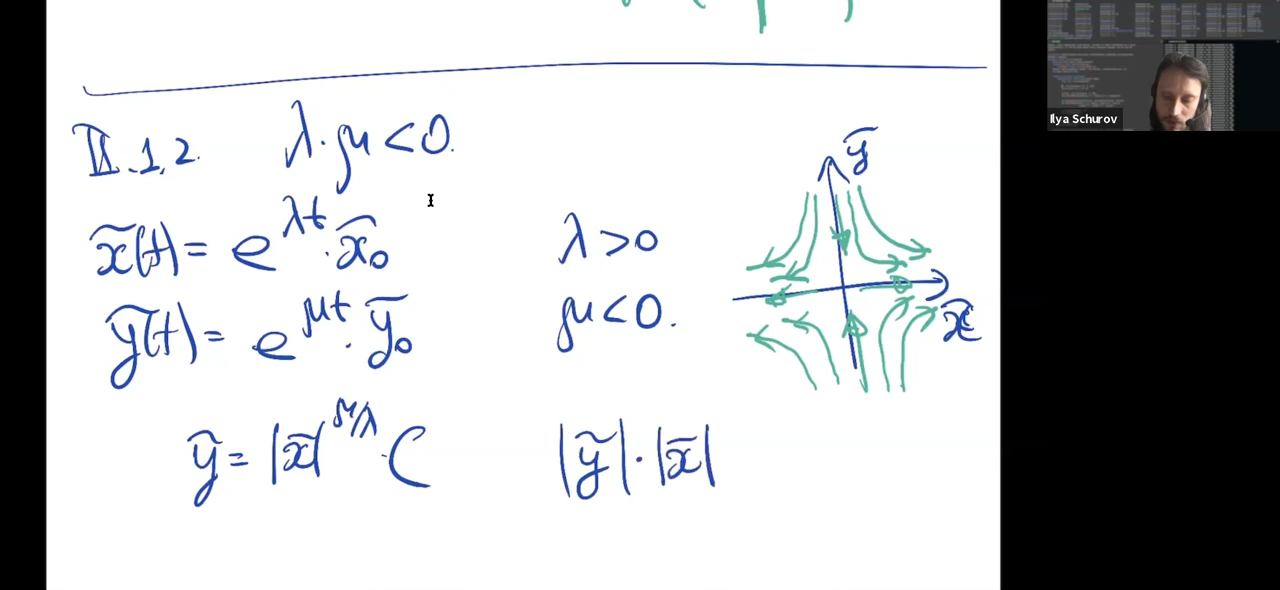 II.1.2. λ·μ<0.
x̃(t)= e^{λt}·x̃₀ λ>0
ỹ(t)= e^{μt}·ỹ₀ μ<0.
ỹ= |x̃|^{μ/λ}·C |ỹ|·|x̃|
ỹ
x̃
Ilya Schurov